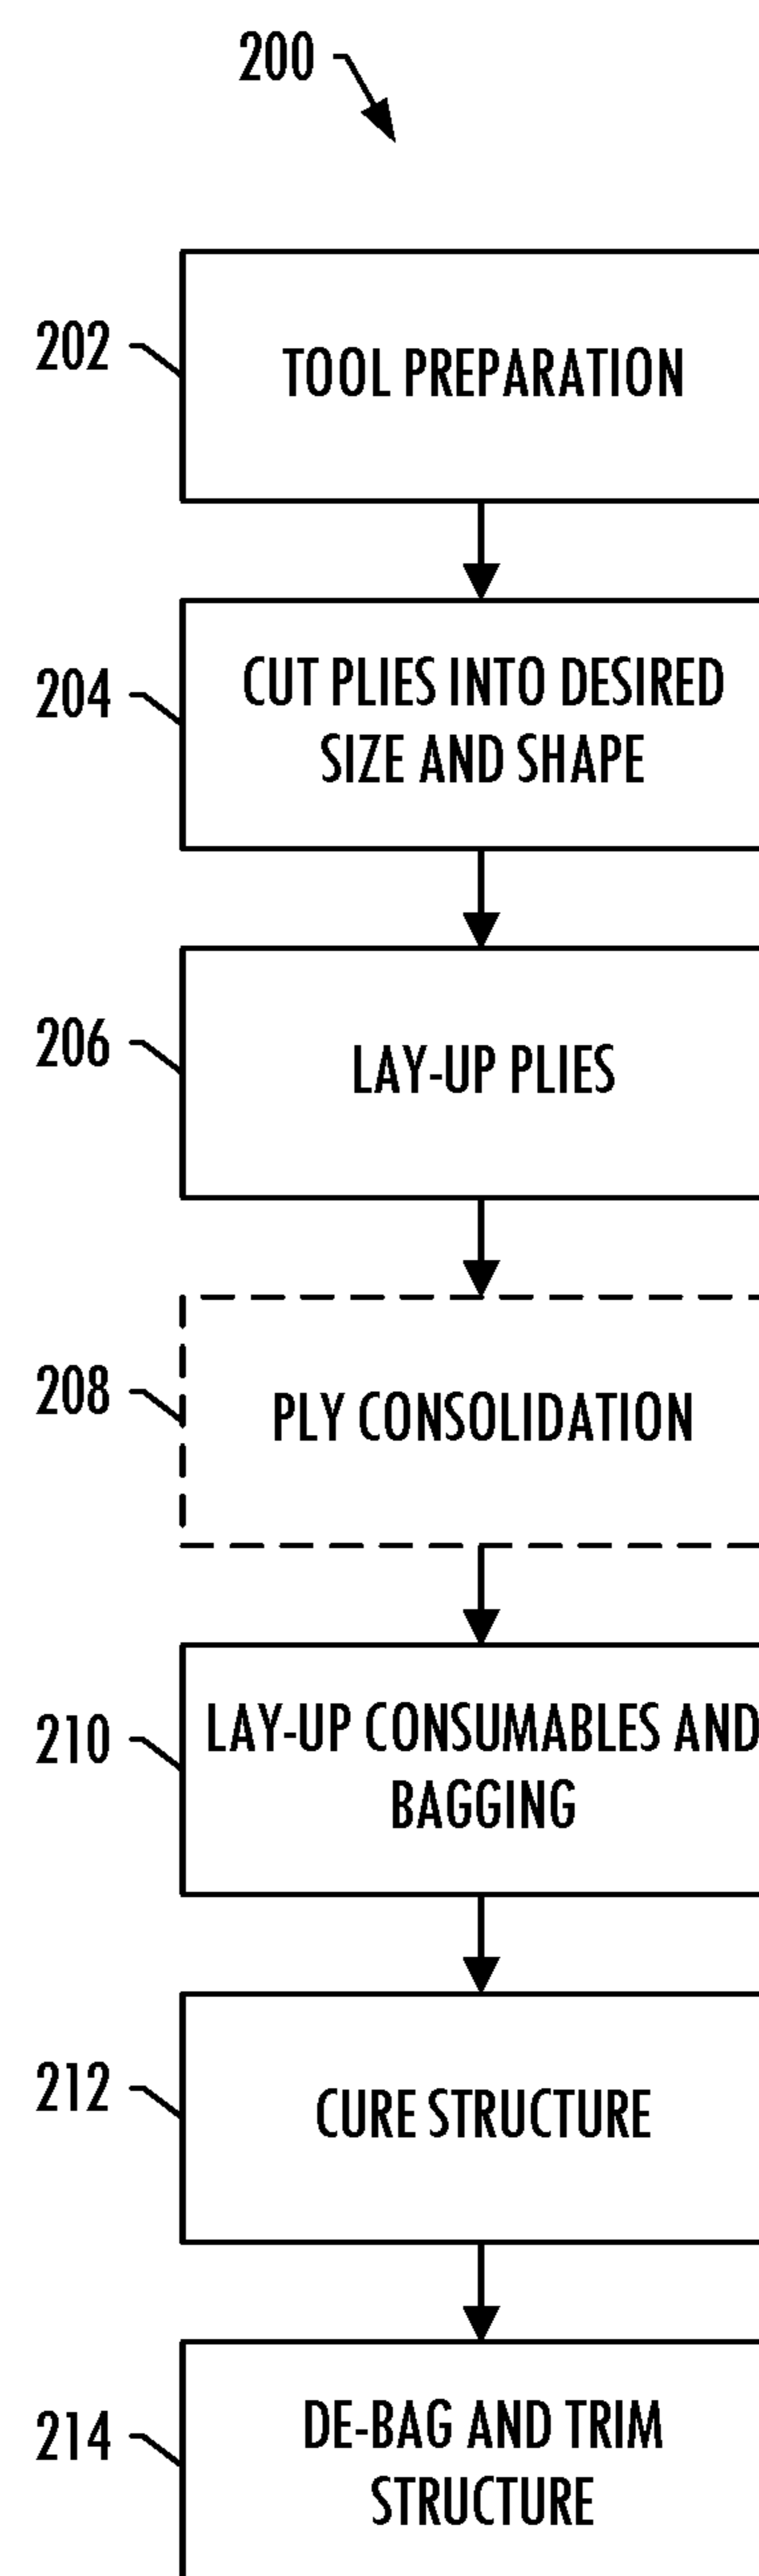 200
202
TOOL PREPARATION
204
CUT PLIES INTO DESIRED
SIZE AND SHAPE
206
LAY-UP PLIES
208
PLY CONSOLIDATION
210
LAY-UP CONSUMABLES AND
BAGGING
212
CURE STRUCTURE
214
DE-BAG AND TRIM
STRUCTURE